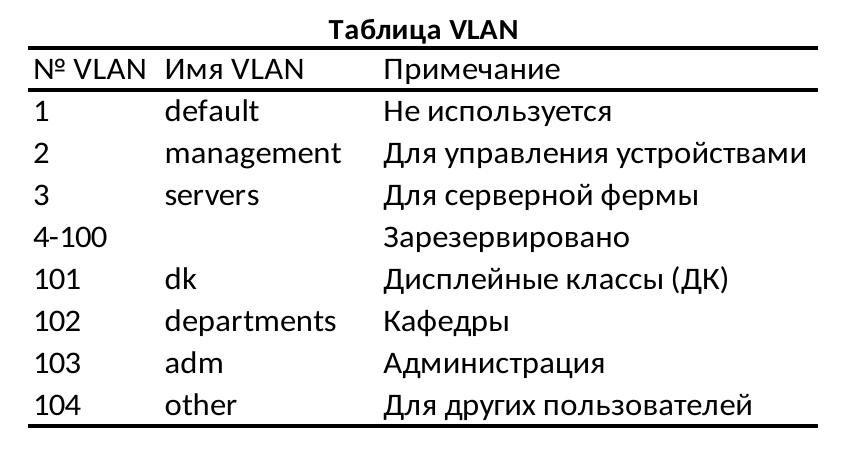 Таблица VLAN
№ VLAN Имя VLAN Примечание
1 default Не используется
2 management Для управления устройствами
3 servers Для серверной фермы
4-100 Зарезервировано
101 dk Дисплейные классы (ДК)
102 departments Кафедры
103 adm Администрация
104 other Для других пользователей